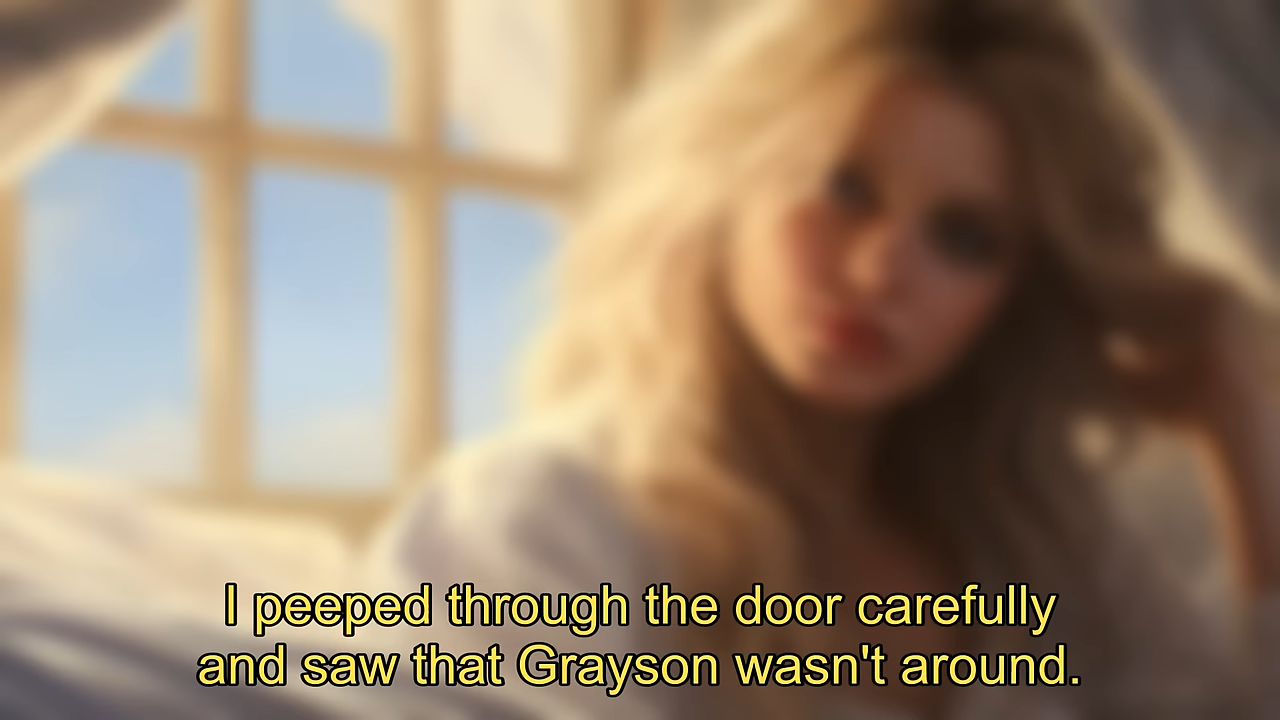 I peeped through the door carefully
and saw that Grayson wasn't around.